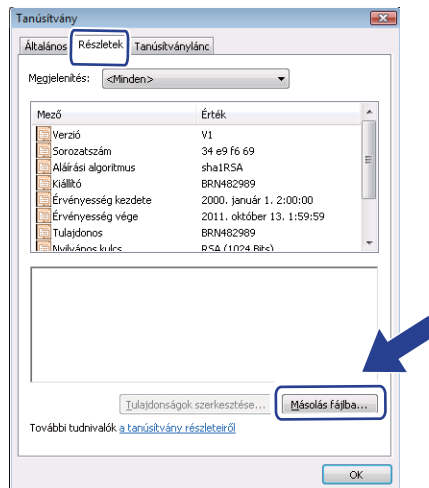 Tanúsítvány
Általános Részletek Tanúsítványlánc
Megjelenítés: <Minden>
Mező Érték
Verzió V1
Sorozatszám 34 e9 f6 69
Aláírási algoritmus sha1RSA
Kiállító BRN482989
Érvényesség kezdete 2000. január 1. 2:00:00
Érvényesség vége 2011. október 13. 1:59:59
Tulajdonos BRN482989
Nyilvános kulcs RSA (1024 Bits)
Tulajdonságok szerkesztése... Másolás fájlba...
További tudnivalók a tanúsítvány részleteiről
OK